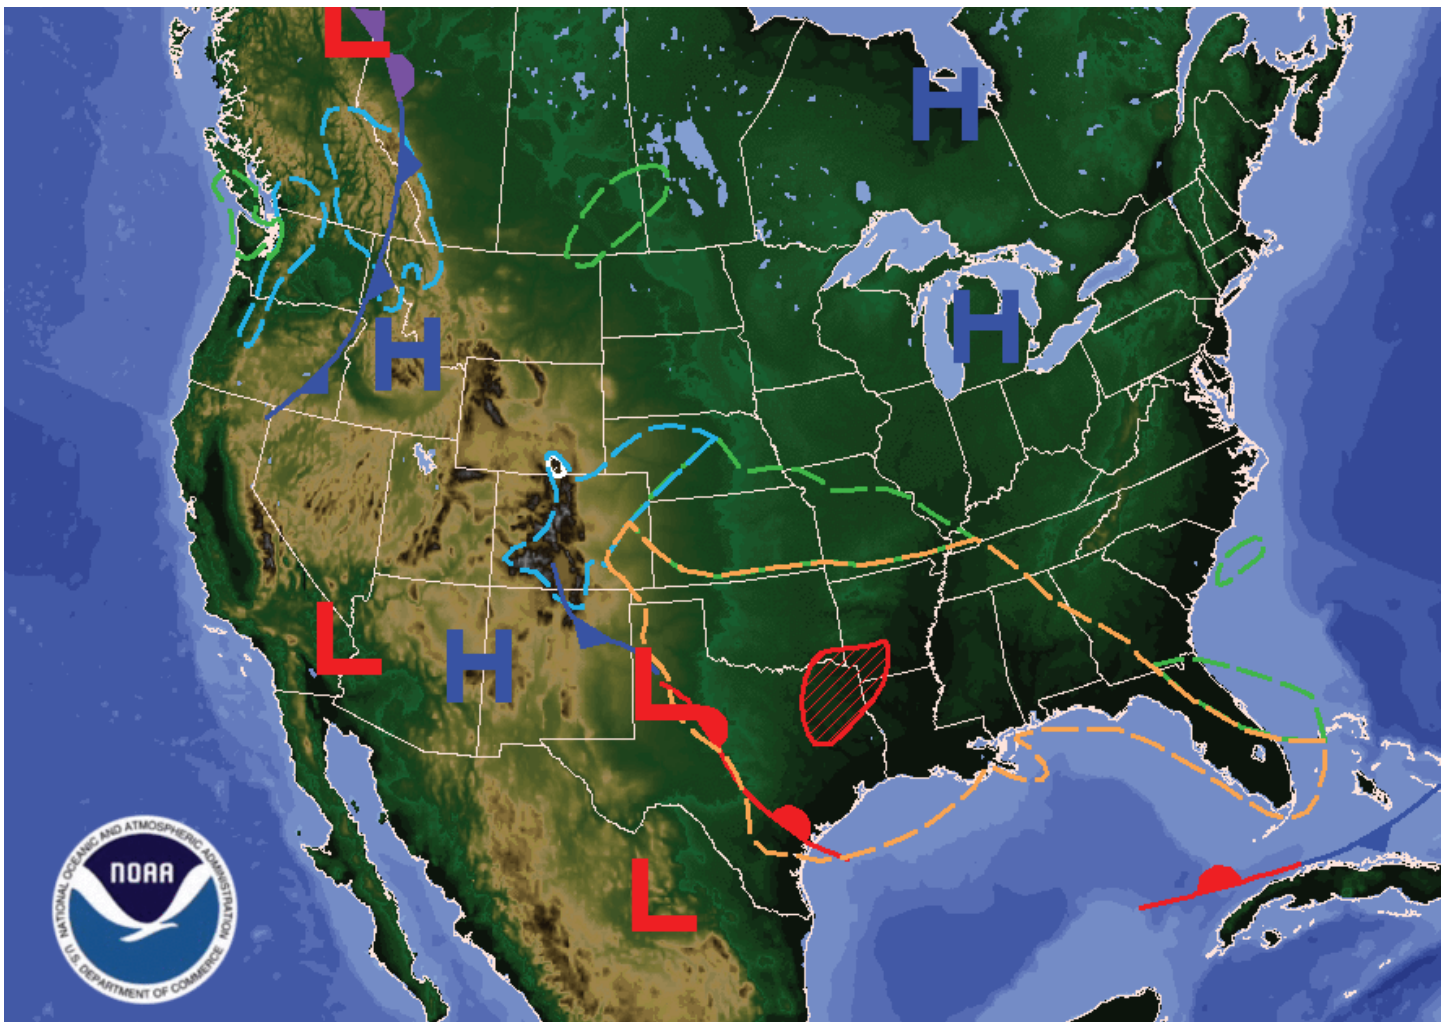 L
H
H
H
L
H
L
L
NATIONAL OCEANIC AND ATMOSPHERIC ADMINISTRATION
NOAA
U.S. DEPARTMENT OF COMMERCE